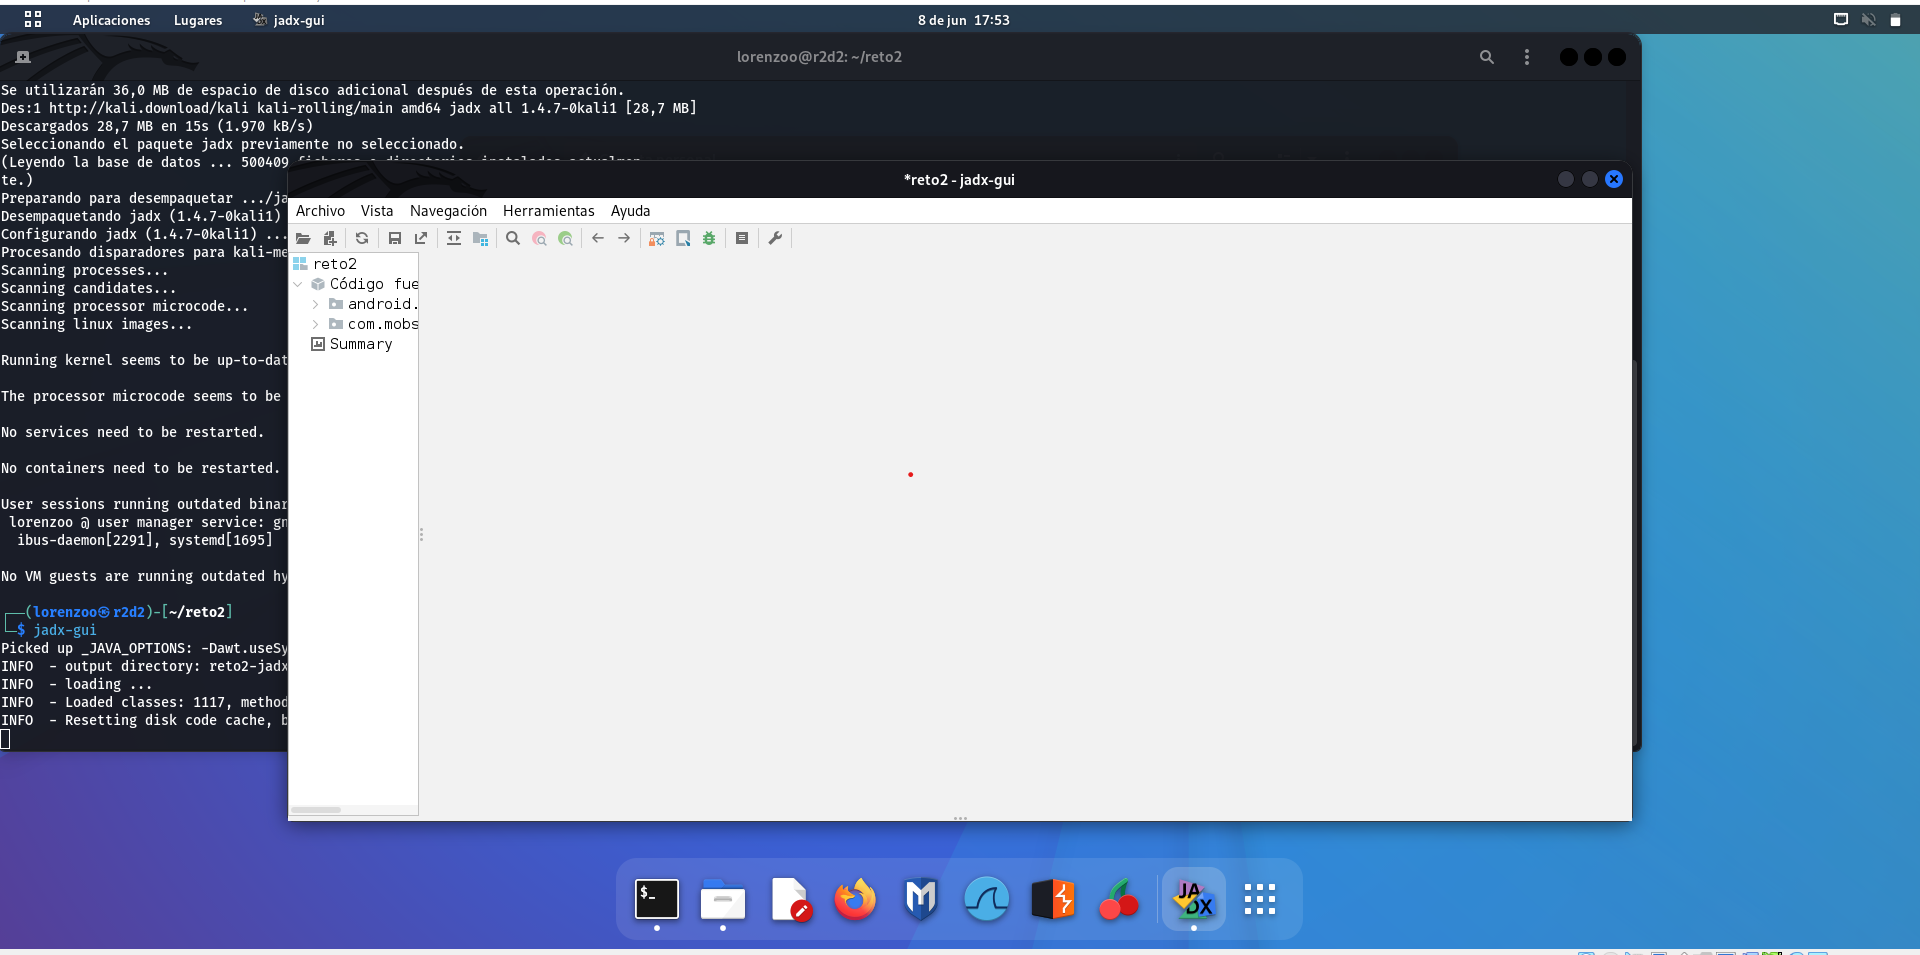 Aplicaciones Lugares jadx-gui 8 de jun 17:53
lorenzoo@r2d2: ~/reto2
Se utilizarán 36,0 MB de espacio de disco adicional después de esta operación.
Des:1 http://kali.download/kali kali-rolling/main amd64 jadx all 1.4.7-0kali1 [28,7 MB]
Descargados 28,7 MB en 15s (1.970 kB/s)
Seleccionando el paquete jadx previamente no seleccionado.
(Leyendo la base de datos ... 500409 ficheros o directorios instalados actualmen
te.)
Preparando para desempaquetar .../ja
Desempaquetando jadx (1.4.7-0kali1)
Configurando jadx (1.4.7-0kali1) ...
Procesando disparadores para kali-me
Scanning processes...
Scanning candidates...
Scanning processor microcode...
Scanning linux images...
Running kernel seems to be up-to-dat
The processor microcode seems to be
No services need to be restarted.
No containers need to be restarted.
User sessions running outdated binar
lorenzoo @ user manager service: gn
ibus-daemon[2291], systemd[1695]
No VM guests are running outdated hy
(lorenzoo㉿r2d2)-[~/reto2]
$ jadx-gui
Picked up _JAVA_OPTIONS: -Dawt.useSy
INFO - output directory: reto2-jadx
INFO - loading ...
INFO - Loaded classes: 1117, method
INFO - Resetting disk code cache, b
*reto2 - jadx-gui
Archivo Vista Navegación Herramientas Ayuda
reto2
Código fue
android.
com.mobs
Summary
$_
JA
DX